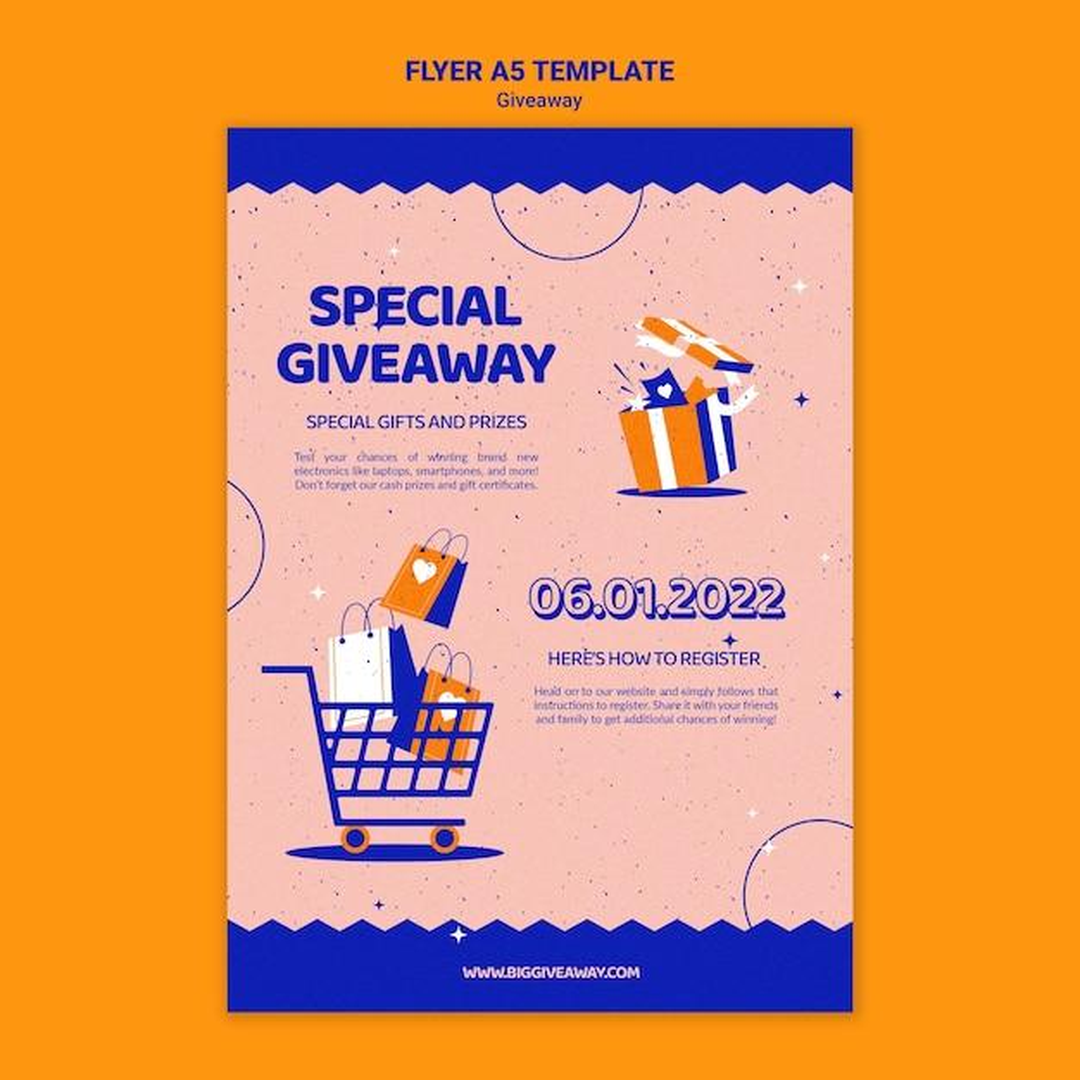 FLYER A5 TEMPLATE
Giveaway
SPECIAL
GIVEAWAY
SPECIAL GIFTS AND PRIZES
Test your chances of winning brand new
electronics like laptops, smartphones, and more!
Don't forget our cash prizes and gift certificates.
06.01.2022
HERE'S HOW TO REGISTER
Head on to our website and simply follows that
instructions to register. Share it with your friends
and family to get additional chances of winning!
WWW.BIGGIVEAWAY.COM